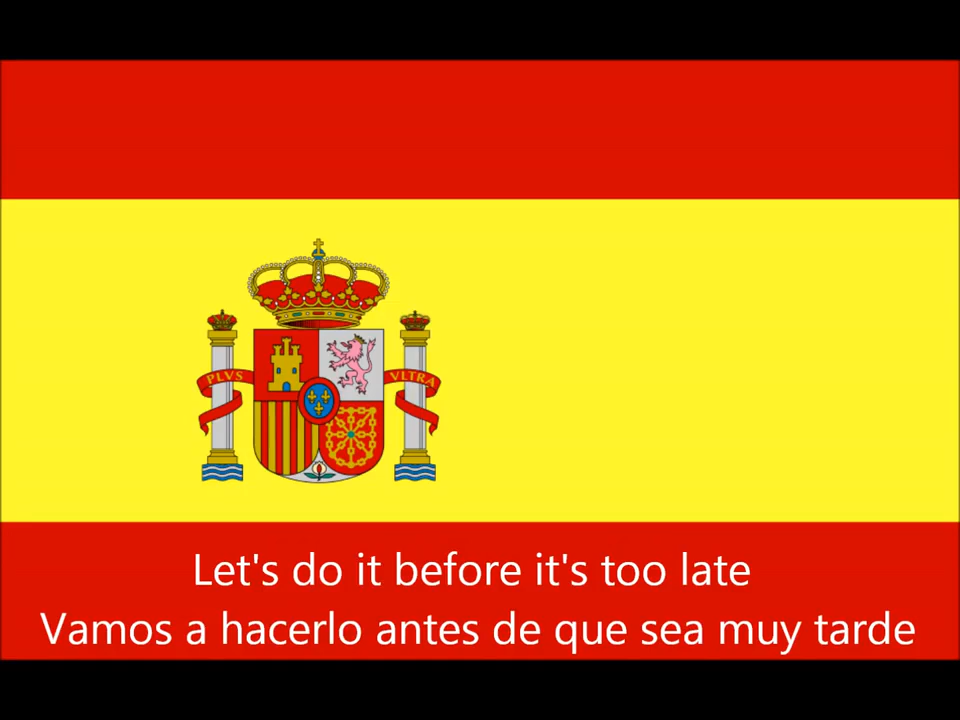 PLVS VLTRA
Let's do it before it's too late
Vamos a hacerlo antes de que sea muy tarde